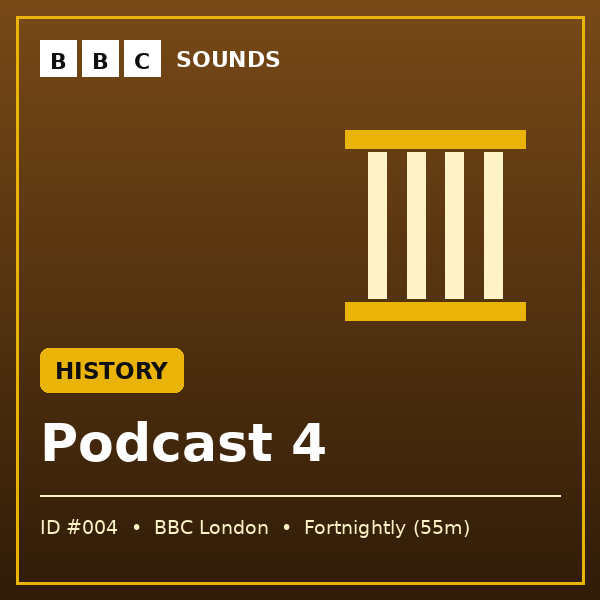 BBC SOUNDS
HISTORY
Podcast 4
ID #004 • BBC London • Fortnightly (55m)